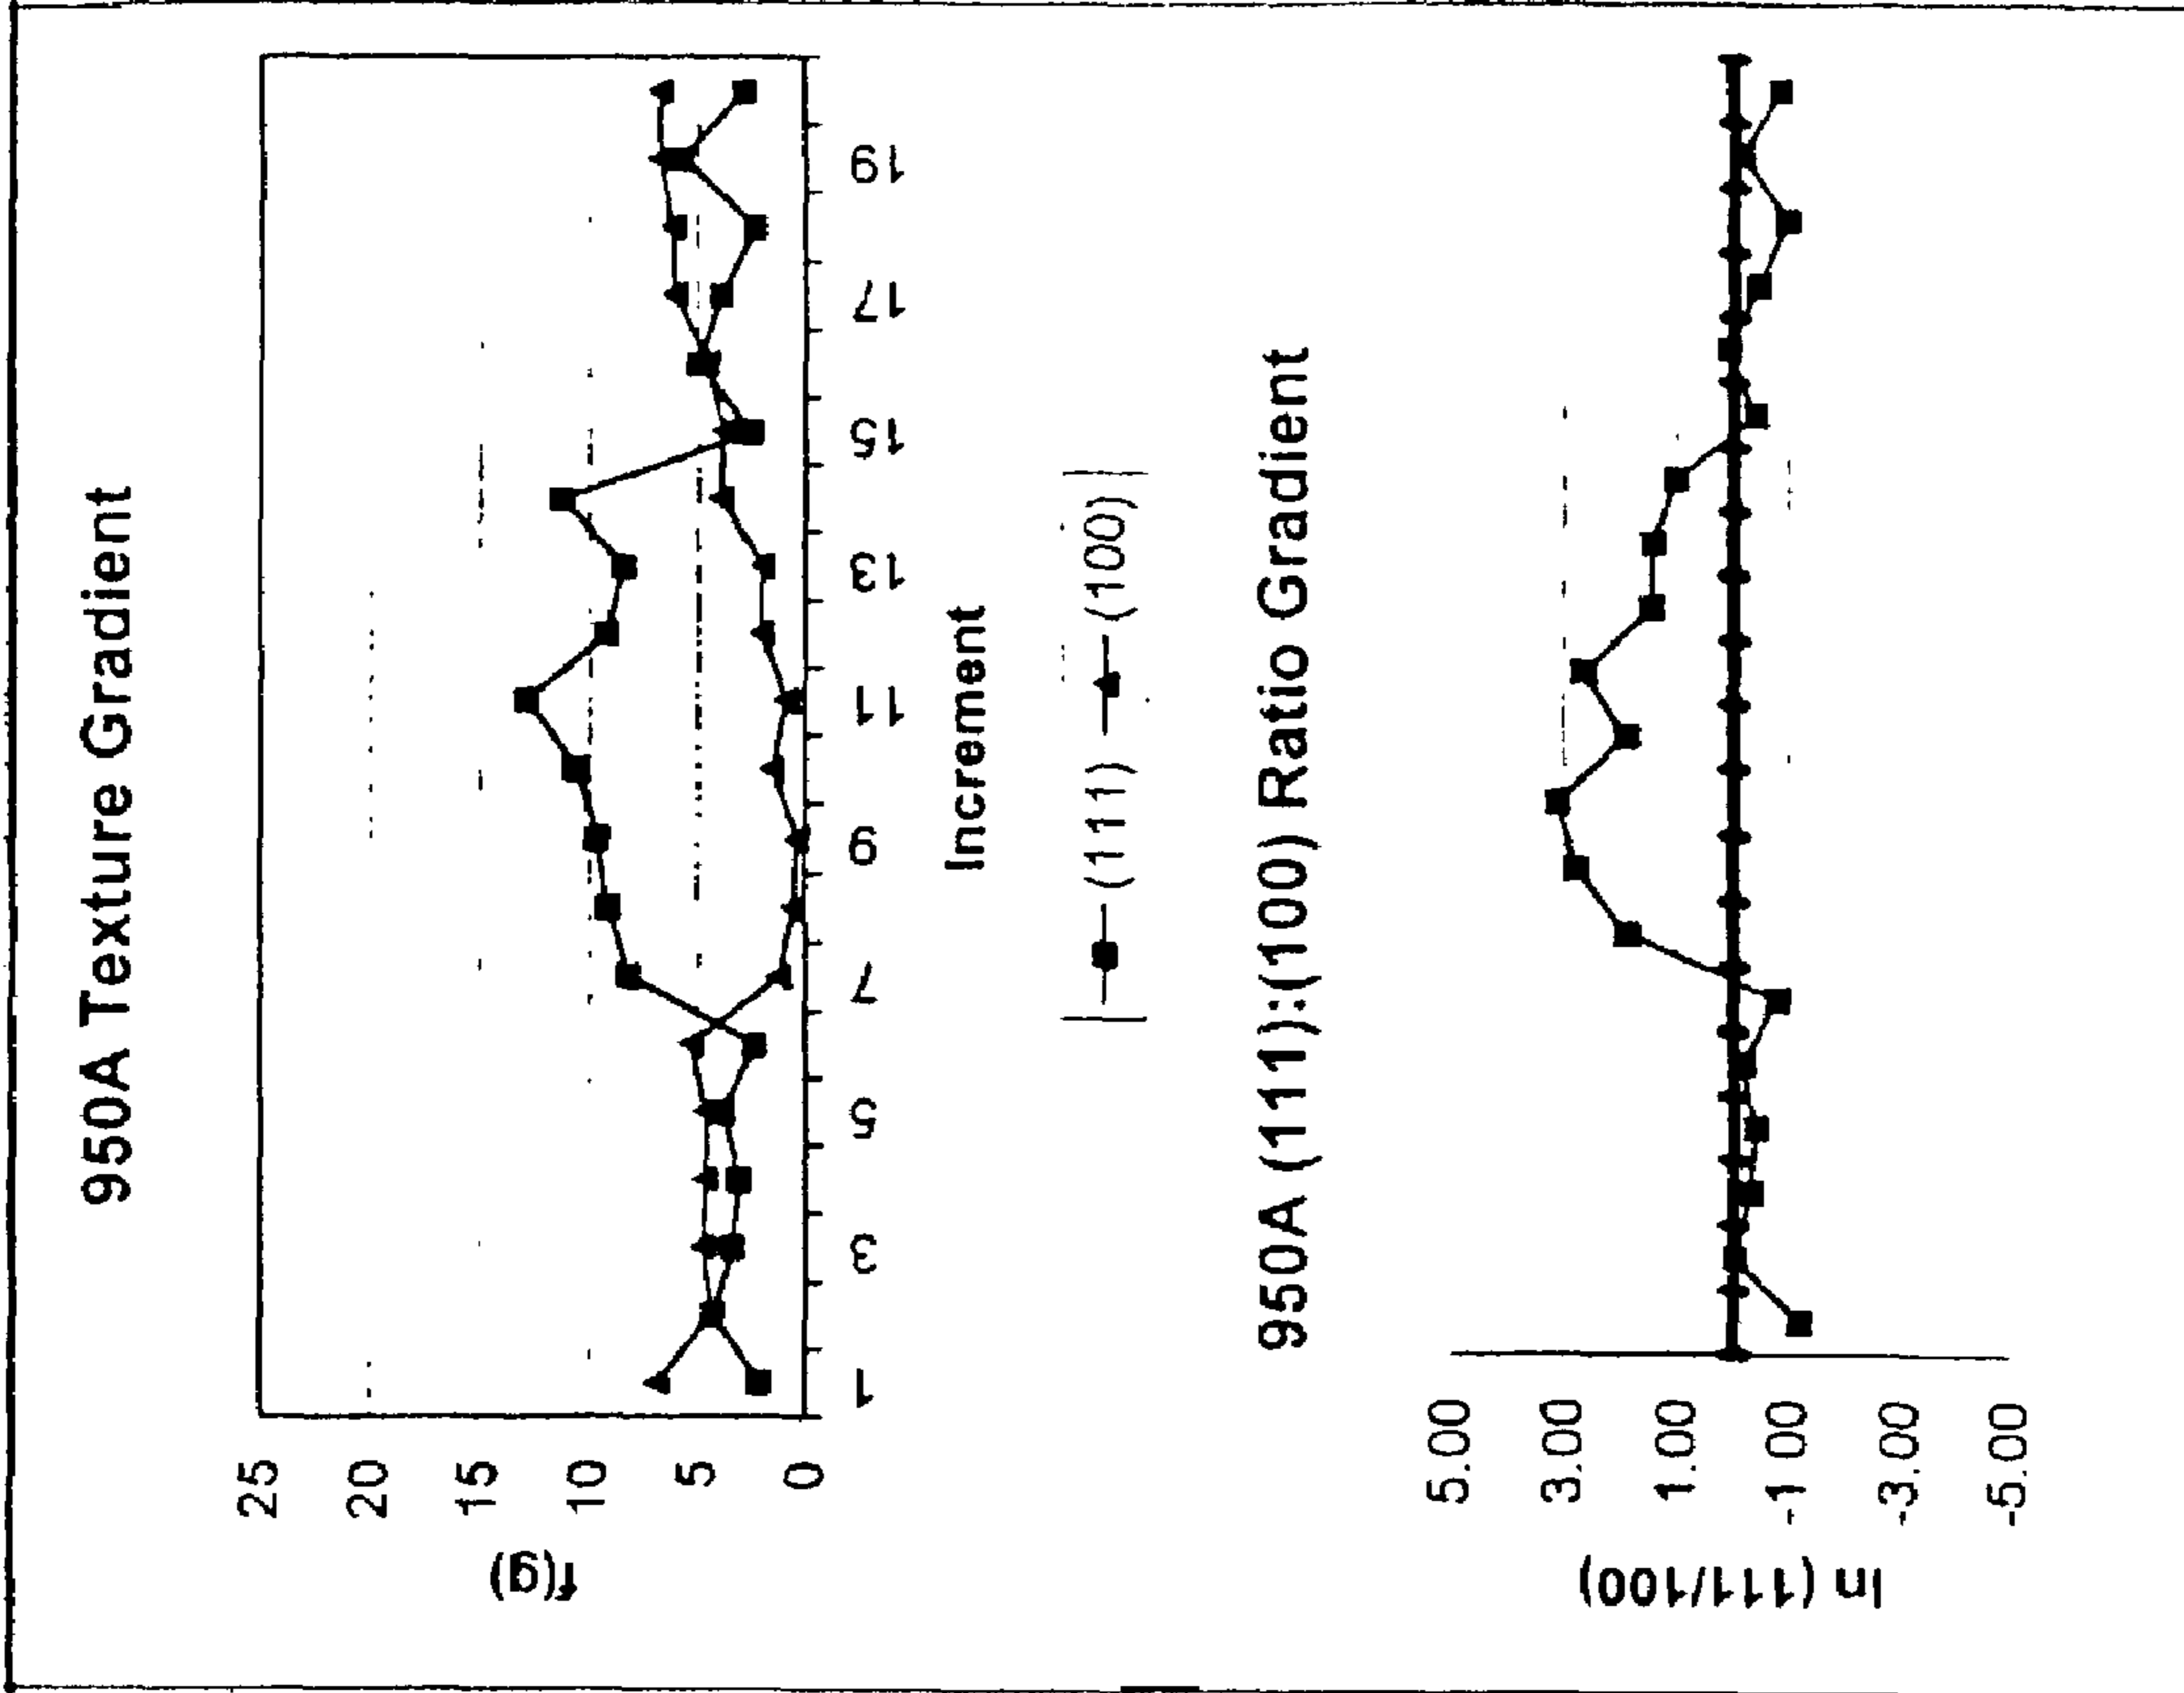 950A Texture Gradient
25
20
15
10
5
0
f(g)
1 3 5 7 9 11 13 15 17 19
Increment
(111) (100)
950A (111):(100) Ratio Gradient
5.00
3.00
1.00
-1 00
-3.00
-5.00
ln (111/100)